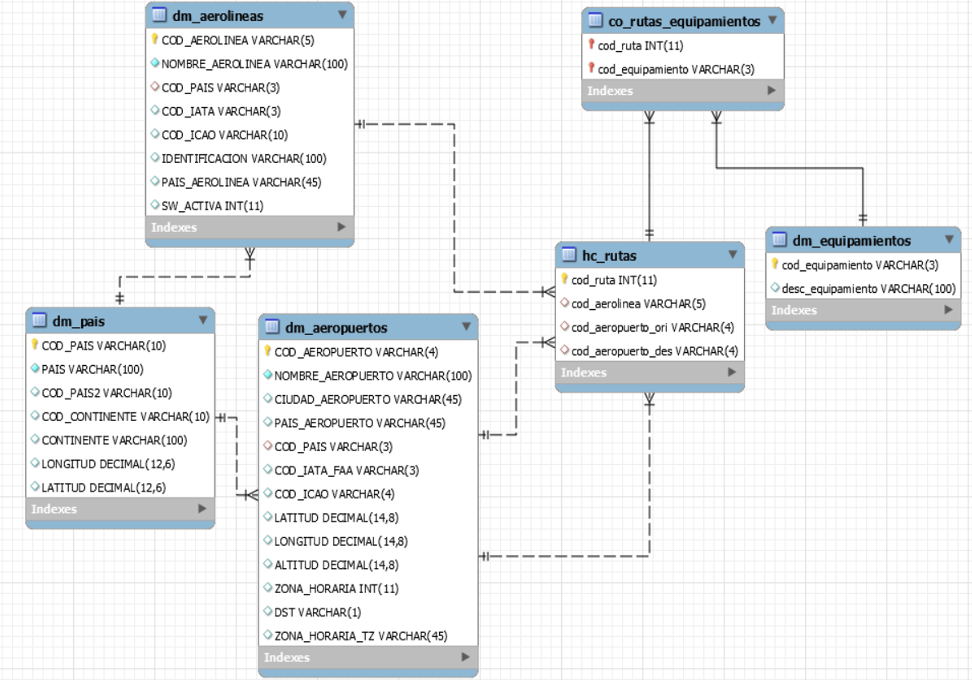 dm_aerolineas
COD_AEROLINEA VARCHAR(5)
NOMBRE_AEROLINEA VARCHAR(100)
COD_PAIS VARCHAR(3)
COD_IATA VARCHAR(3)
COD_ICAO VARCHAR(10)
IDENTIFICACION VARCHAR(100)
PAIS_AEROLINEA VARCHAR(45)
SW_ACTIVA INT(11)
Indexes
co_rutas_equipamientos
cod_ruta INT(11)
cod_equipamiento VARCHAR(3)
Indexes
hc_rutas
cod_ruta INT(11)
cod_aerolinea VARCHAR(5)
cod_aeropuerto_ori VARCHAR(4)
cod_aeropuerto_des VARCHAR(4)
Indexes
dm_equipamientos
cod_equipamiento VARCHAR(3)
desc_equipamiento VARCHAR(100)
Indexes
dm_pais
COD_PAIS VARCHAR(10)
PAIS VARCHAR(100)
COD_PAIS2 VARCHAR(10)
COD_CONTINENTE VARCHAR(10)
CONTINENTE VARCHAR(100)
LONGITUD DECIMAL(12,6)
LATITUD DECIMAL(12,6)
Indexes
dm_aeropuertos
COD_AEROPUERTO VARCHAR(4)
NOMBRE_AEROPUERTO VARCHAR(100)
CIUDAD_AEROPUERTO VARCHAR(45)
PAIS_AEROPUERTO VARCHAR(45)
COD_PAIS VARCHAR(3)
COD_IATA_FAA VARCHAR(3)
COD_ICAO VARCHAR(4)
LATITUD DECIMAL(14,8)
LONGITUD DECIMAL(14,8)
ALTITUD DECIMAL(14,8)
ZONA_HORARIA INT(11)
DST VARCHAR(1)
ZONA_HORARIA_TZ VARCHAR(45)
Indexes